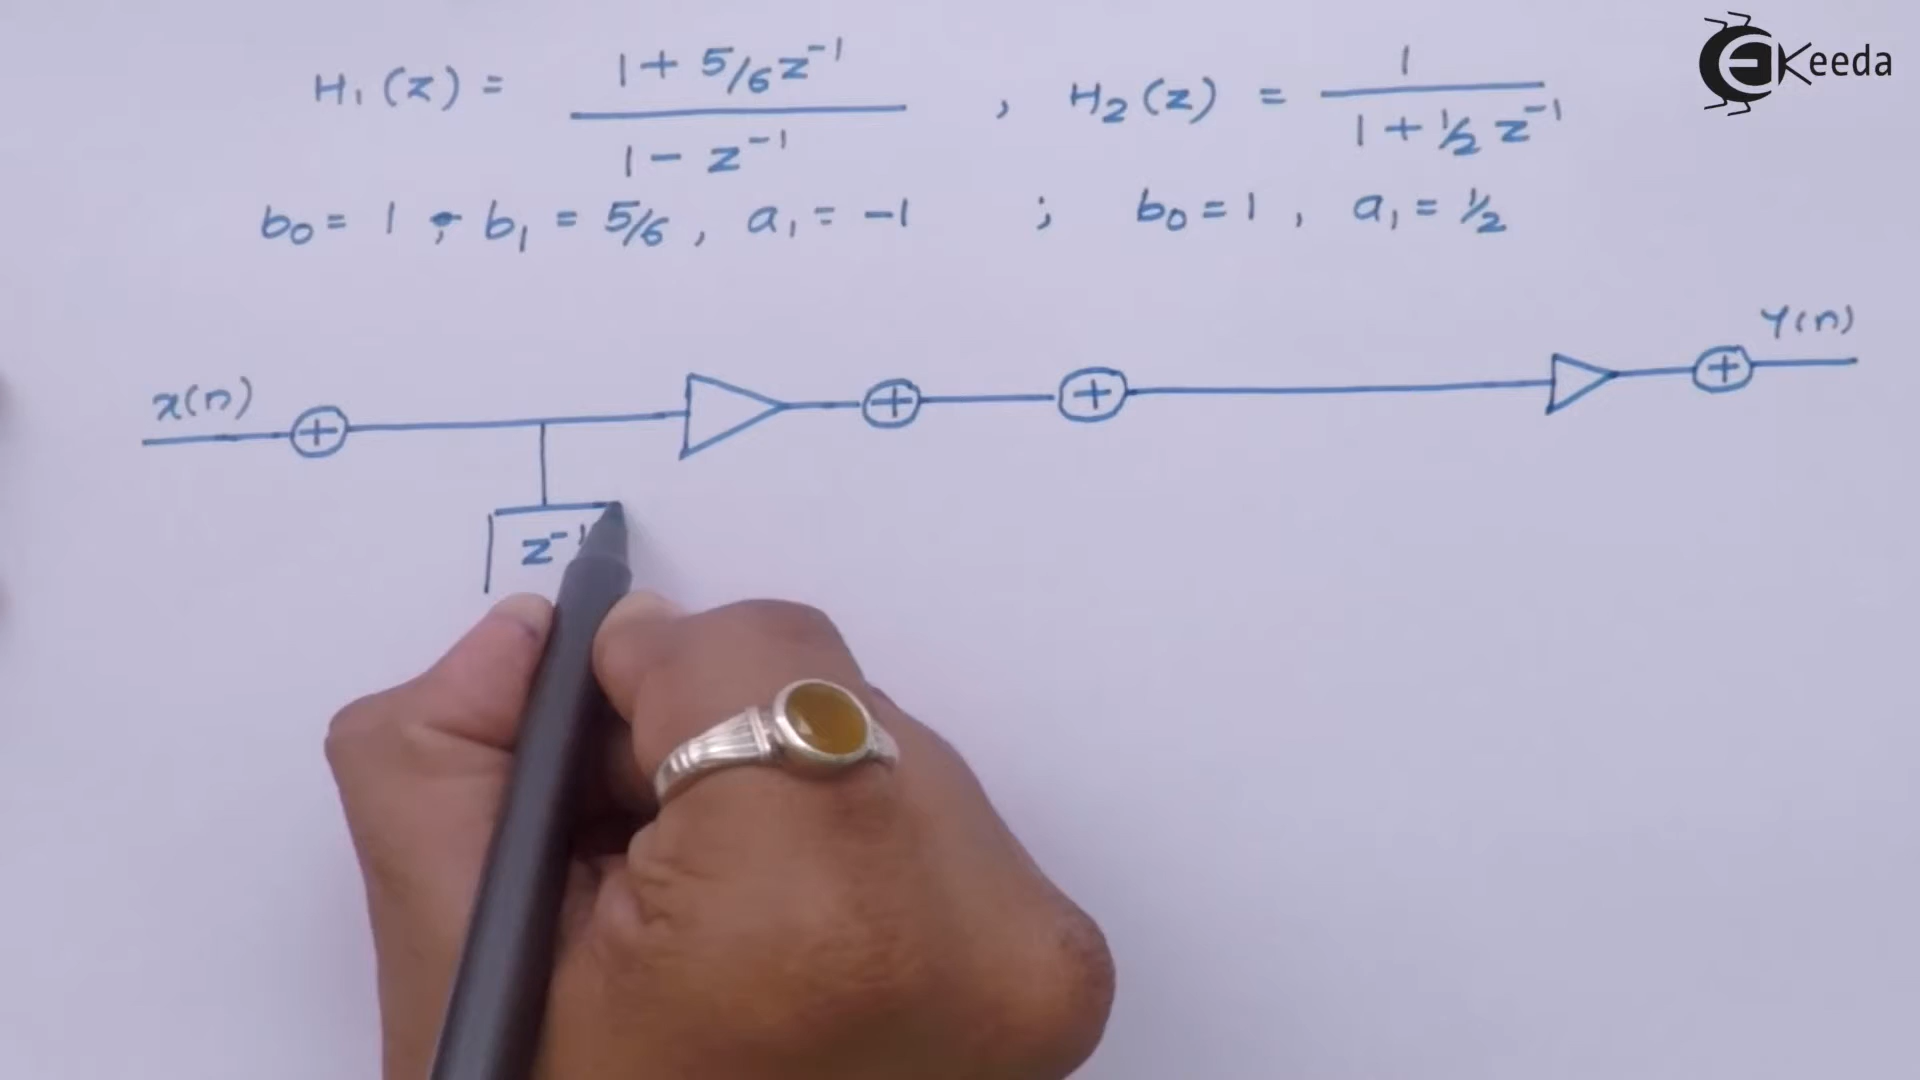 H₁(z) = (1 + 5/6 z⁻¹) / (1 - z⁻¹) , H₂(z) = 1 / (1 + 1/2 z⁻¹)
b₀ = 1 , b₁ = 5/6 , a₁ = -1 ; b₀ = 1 , a₁ = 1/2
x(n) + + + + y(n)
z⁻¹
EKeeda